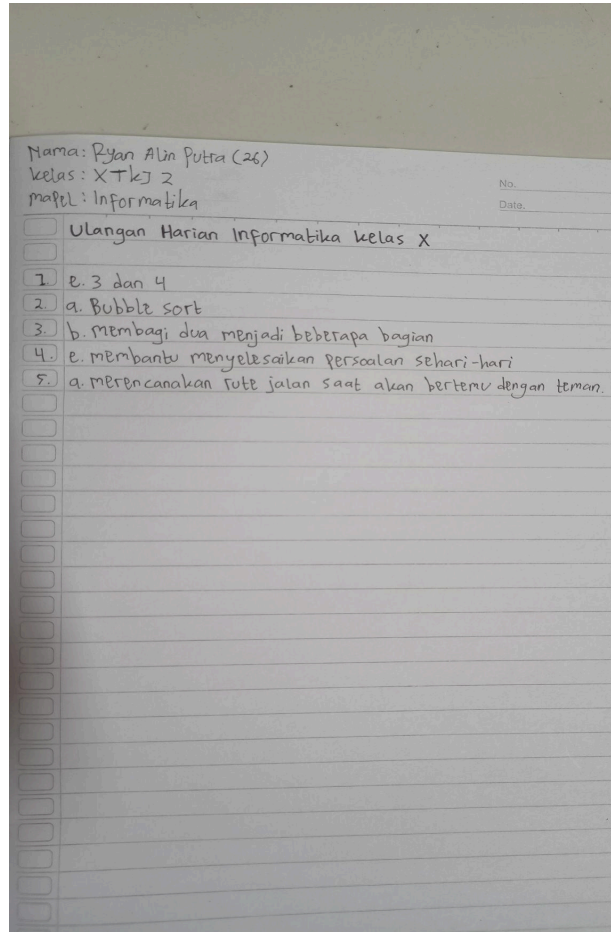 Nama: Ryan Alin Putra (26)
kelas: X TKJ 2
mapel: Informatika
No.
Date.
Ulangan Harian Informatika kelas X
1 e. 3 dan 4
2. a. Bubble sort
3. b. membagi dua menjadi beberapa bagian
4. e. membantu menyelesaikan persoalan sehari-hari
5. a. merencanakan rute jalan saat akan bertemu dengan teman.